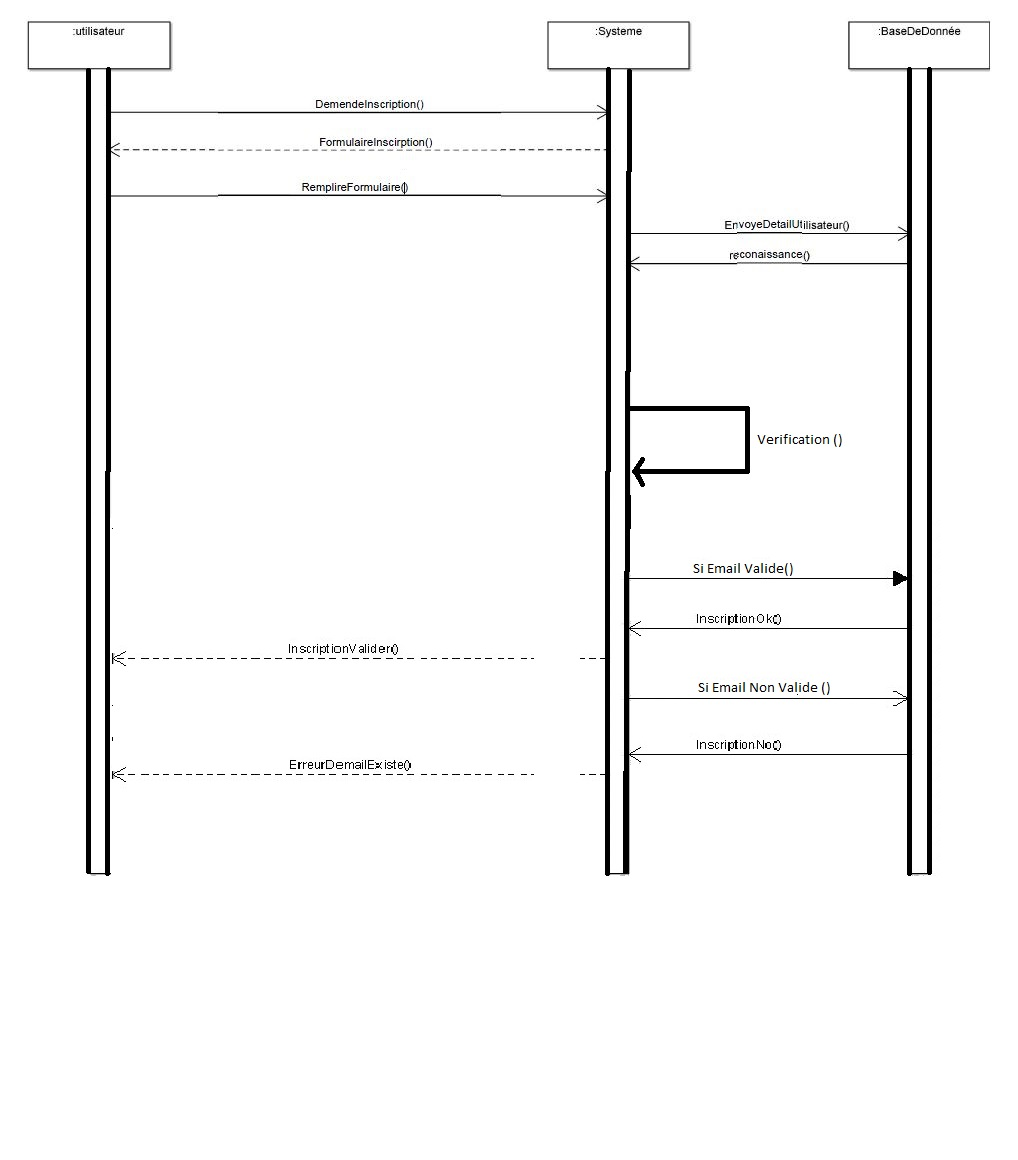 :utilisateur
:Systeme
:BaseDeDonnée
DemendeInscription()
FormulaireInscirption()
RemplireFormulaire()
EnvoyeDetailUtilisateur()
reconaissance()
Verification ()
Si Email Valide()
InscriptionOk()
InscriptionValider()
Si Email Non Valide ()
InscriptionNo()
ErreurDemailExiste()